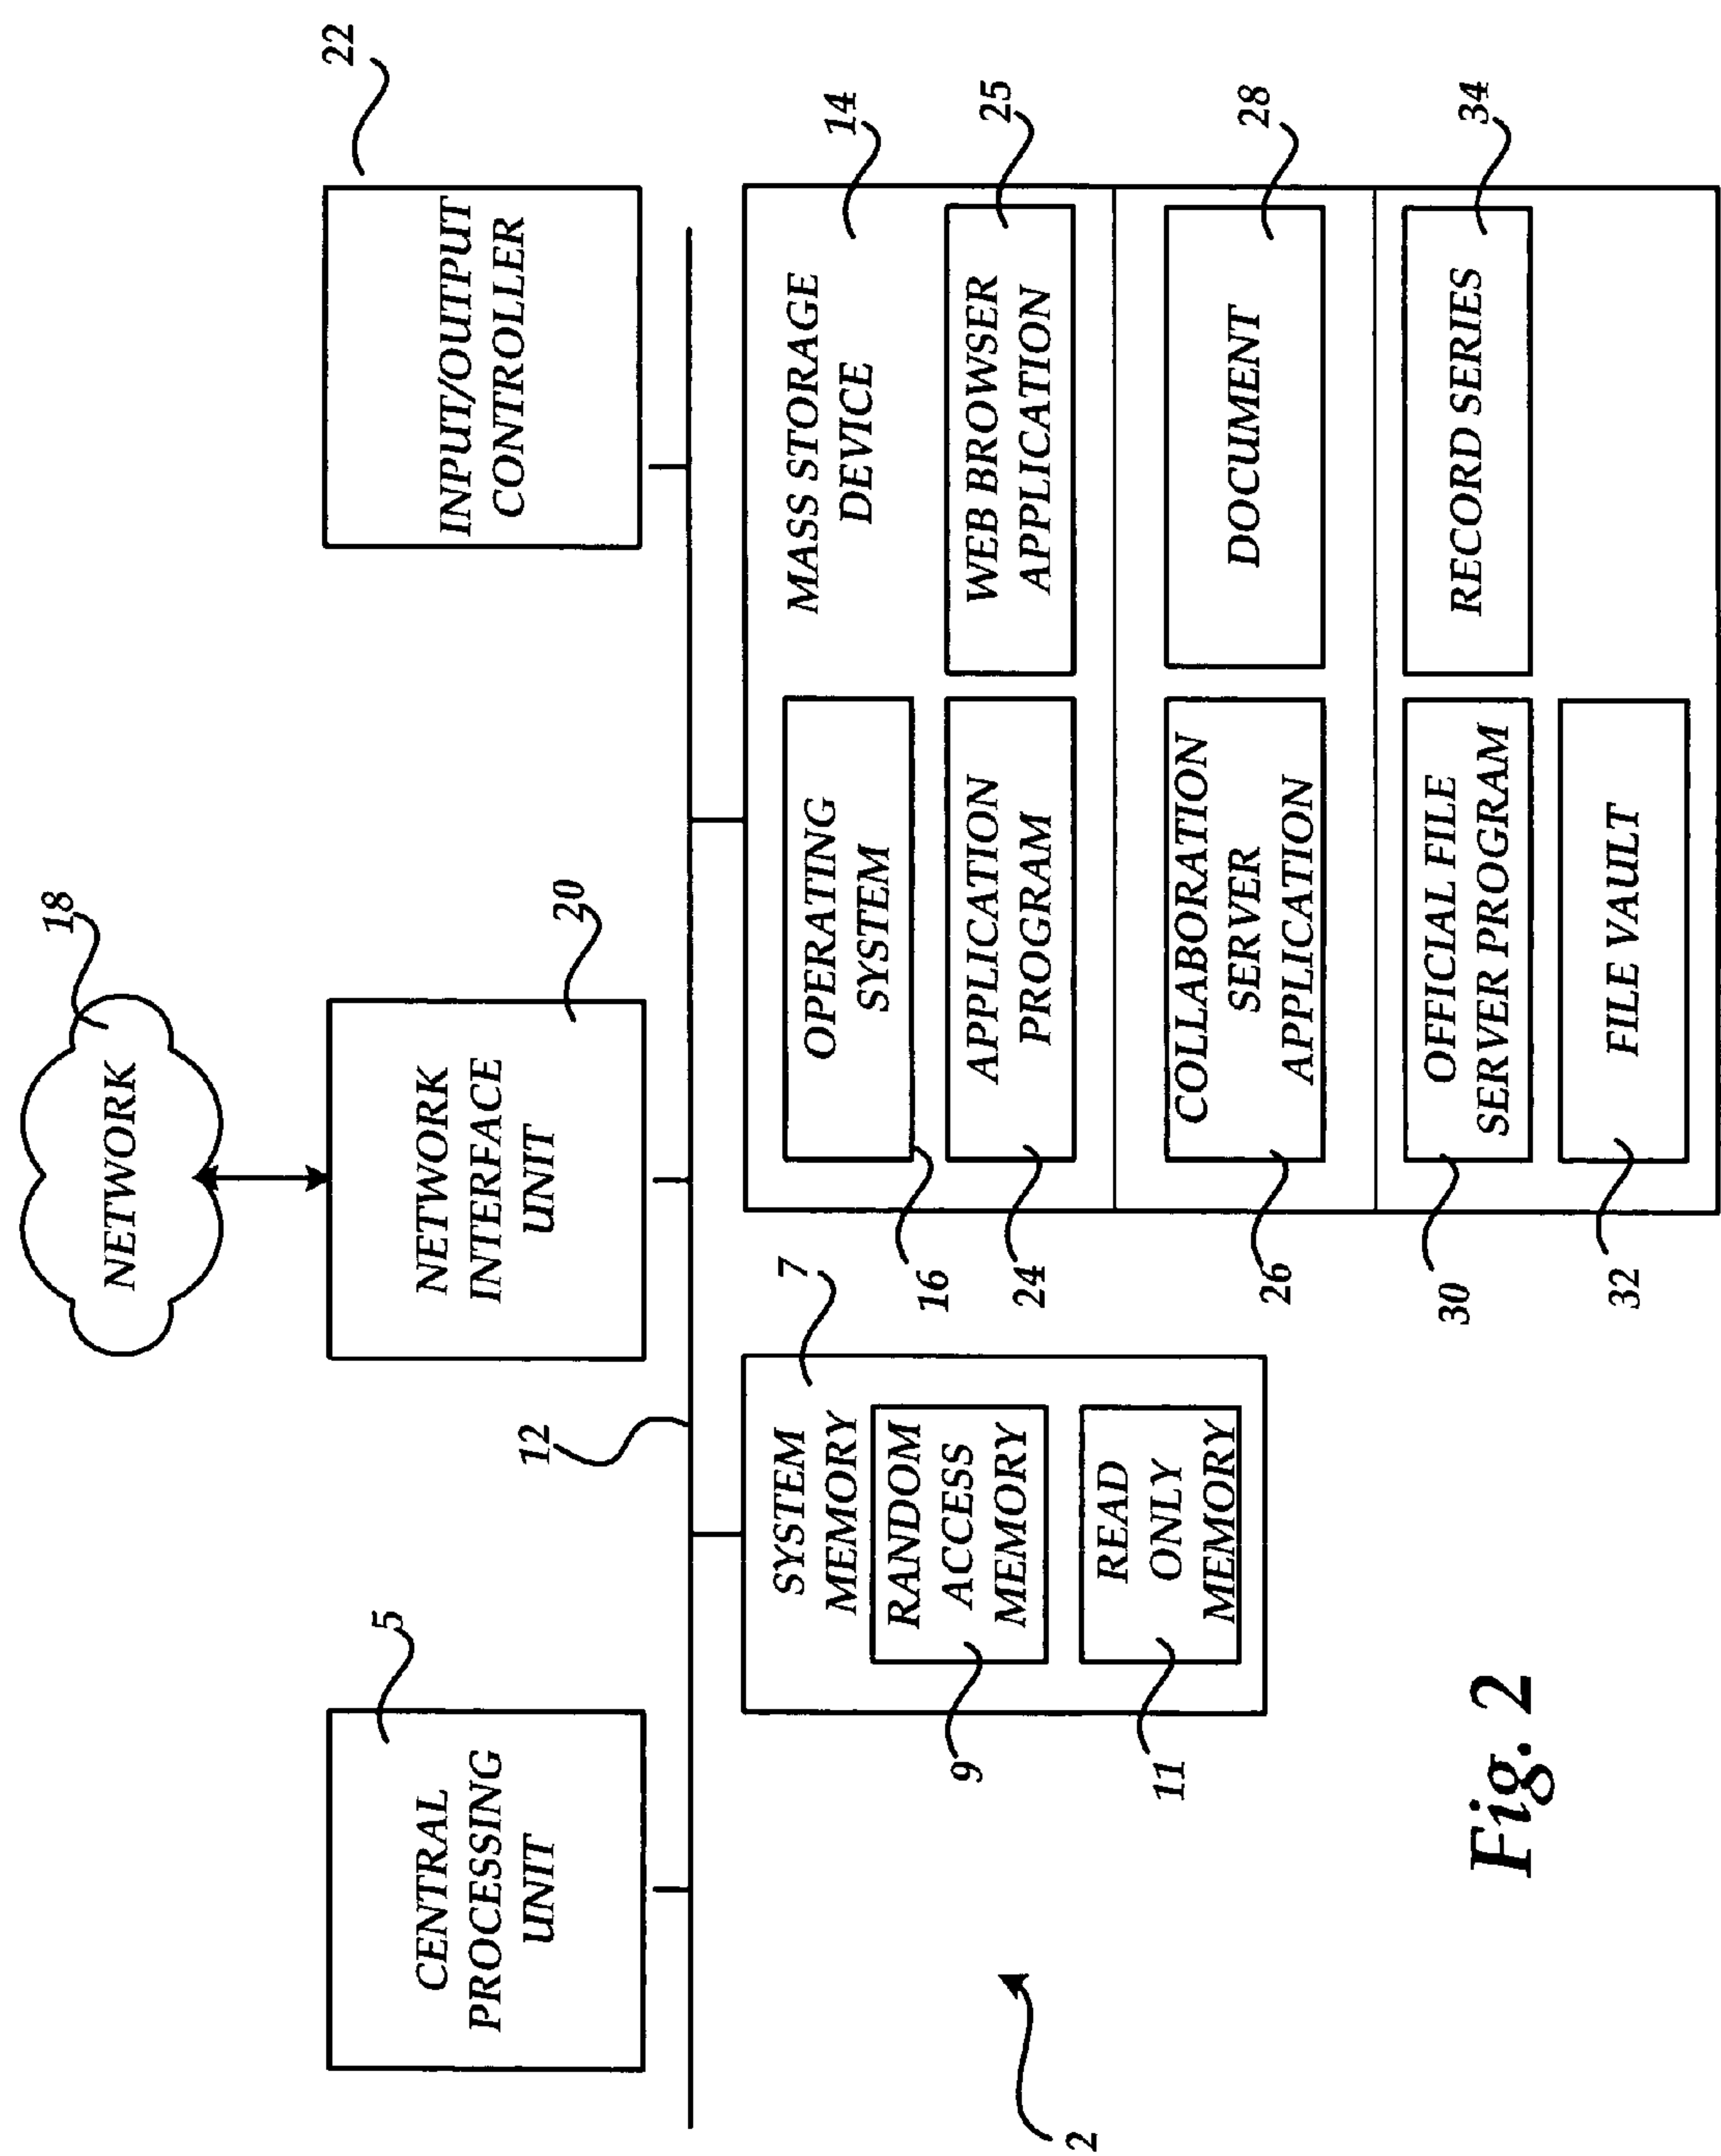 18
NETWORK
5
CENTRAL
PROCESSING
UNIT
NETWORK
INTERFACE
UNIT
20
22
INPUT/OUTPUT
CONTROLLER
12
7
SYSTEM
MEMORY
RANDOM
ACCESS
MEMORY
9
READ
ONLY
MEMORY
11
MASS STORAGE
DEVICE
14
OPERATING
SYSTEM
16
APPLICATION
PROGRAM
24
WEB BROWSER
APPLICATION
25
COLLABORATION
SERVER
APPLICATION
26
DOCUMENT
28
OFFICIAL FILE
SERVER PROGRAM
30
RECORD SERIES
34
FILE VAULT
32
2
Fig. 2